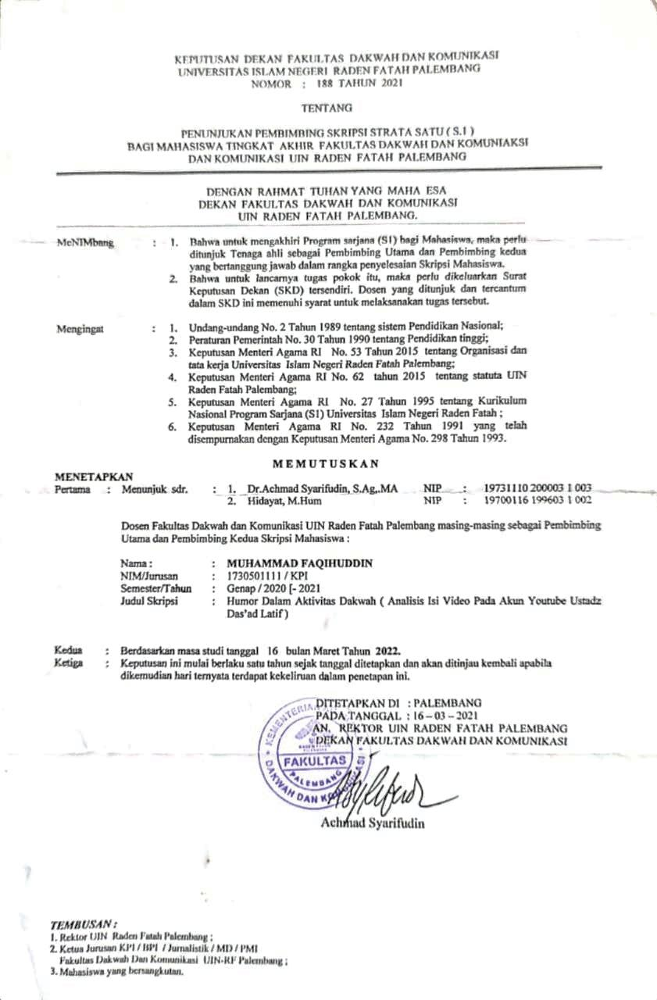 KEPUTUSAN DEKAN FAKULTAS DAKWAH DAN KOMUNIKASI
UNIVERSITAS ISLAM NEGERI RADEN FATAH PALEMBANG
NOMOR : 188 TAHUN 2021
TENTANG
PENUNJUKAN PEMBIMBING SKRIPSI STRATA SATU ( S.1 )
BAGI MAHASISWA TINGKAT AKHIR FAKULTAS DAKWAH DAN KOMUNIAKSI
DAN KOMUNIKASI UIN RADEN FATAH PALEMBANG
DENGAN RAHMAT TUHAN YANG MAHA ESA
DEKAN FAKULTAS DAKWAH DAN KOMUNIKASI
UIN RADEN FATAH PALEMBANG.
MeNIMbang : 1. Bahwa untuk mengakhiri Program sarjana (S1) bagi Mahasiswa, maka perlu
ditunjuk Tenaga ahli sebagai Pembimbing Utama dan Pembimbing kedua
yang bertanggung jawab dalam rangka penyelesaian Skripsi Mahasiswa.
2. Bahwa untuk lancarnya tugas pokok itu, maka perlu dikeluarkan Surat
Keputusan Dekan (SKD) tersendiri. Dosen yang ditunjuk dan tercantum
dalam SKD ini memenuhi syarat untuk melaksanakan tugas tersebut.
Mengingat : 1. Undang-undang No. 2 Tahun 1989 tentang sistem Pendidikan Nasional;
2. Peraturan Pemerintah No. 30 Tahun 1990 tentang Pendidikan tinggi;
3. Keputusan Menteri Agama RI No. 53 Tahun 2015 tentang Organisasi dan
tata kerja Universitas Islam Negeri Raden Fatah Palembang;
4. Keputusan Menteri Agama RI No. 62 tahun 2015 tentang statuta UIN
Raden Fatah Palembang;
5. Keputusan Menteri Agama RI No. 27 Tahun 1995 tentang Kurikulum
Nasional Program Sarjana (S1) Universitas Islam Negeri Raden Fatah ;
6. Keputusan Menteri Agama RI No. 232 Tahun 1991 yang telah
disempurnakan dengan Keputusan Menteri Agama No. 298 Tahun 1993.
MEMUTUSKAN
MENETAPKAN
Pertama : Menunjuk sdr. : 1. Dr.Achmad Syarifudin, S.Ag,.MA NIP : 19731110 200003 1 003
2. Hidayat, M.Hum NIP : 19700116 199603 1 002
Dosen Fakultas Dakwah dan Komunikasi UIN Raden Fatah Palembang masing-masing sebagai Pembimbing
Utama dan Pembimbing Kedua Skripsi Mahasiswa :
Nama : : MUHAMMAD FAQIHUDDIN
NIM/Jurusan : 1730501111 / KPI
Semester/Tahun : Genap / 2020 [- 2021
Judul Skripsi : Humor Dalam Aktivitas Dakwah ( Analisis Isi Video Pada Akun Youtube Ustadz
Das'ad Latif )
Kedua : Berdasarkan masa studi tanggal 16 bulan Maret Tahun 2022.
Ketiga : Keputusan ini mulai berlaku satu tahun sejak tanggal ditetapkan dan akan ditinjau kembali apabila
dikemudian hari ternyata terdapat kekeliruan dalam penetapan ini.
DITETAPKAN DI : PALEMBANG
PADA TANGGAL : 16 – 03 – 2021
AN. REKTOR UIN RADEN FATAH PALEMBANG
DEKAN FAKULTAS DAKWAH DAN KOMUNIKASI
KEMENTERIAN
FAKULTAS
PALEMBANG
DAKWAH DAN KOMUNIKASI
Achmad Syarifudin
TEMBUSAN :
1. Rektor UIN Raden Fatah Palembang ;
2. Ketua Jurusan KPI / BPI / Jurnalistik / MD / PMI
Fakultas Dakwah Dan Komunikasi UIN-RF Palembang ;
3. Mahasiswa yang bersangkutan.